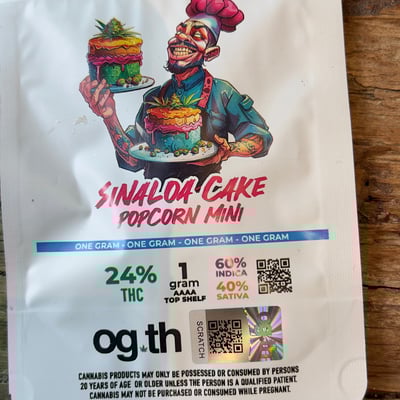 SINALOA CAKE
POPCORN MINI
ONE GRAM - ONE GRAM - ONE GRAM - ONE GRAM
24%
THC
1
gram
AAAA
TOP SHELF
60%
INDICA
40%
SATIVA
og.th
SCRATCH
CANNABIS PRODUCTS MAY ONLY BE POSSESSED OR CONSUMED BY PERSONS
20 YEARS OF AGE OR OLDER UNLESS THE PERSON IS A QUALIFIED PATIENT.
CANNABIS MAY NOT BE PURCHASED OR CONSUMED WHILE PREGNANT.